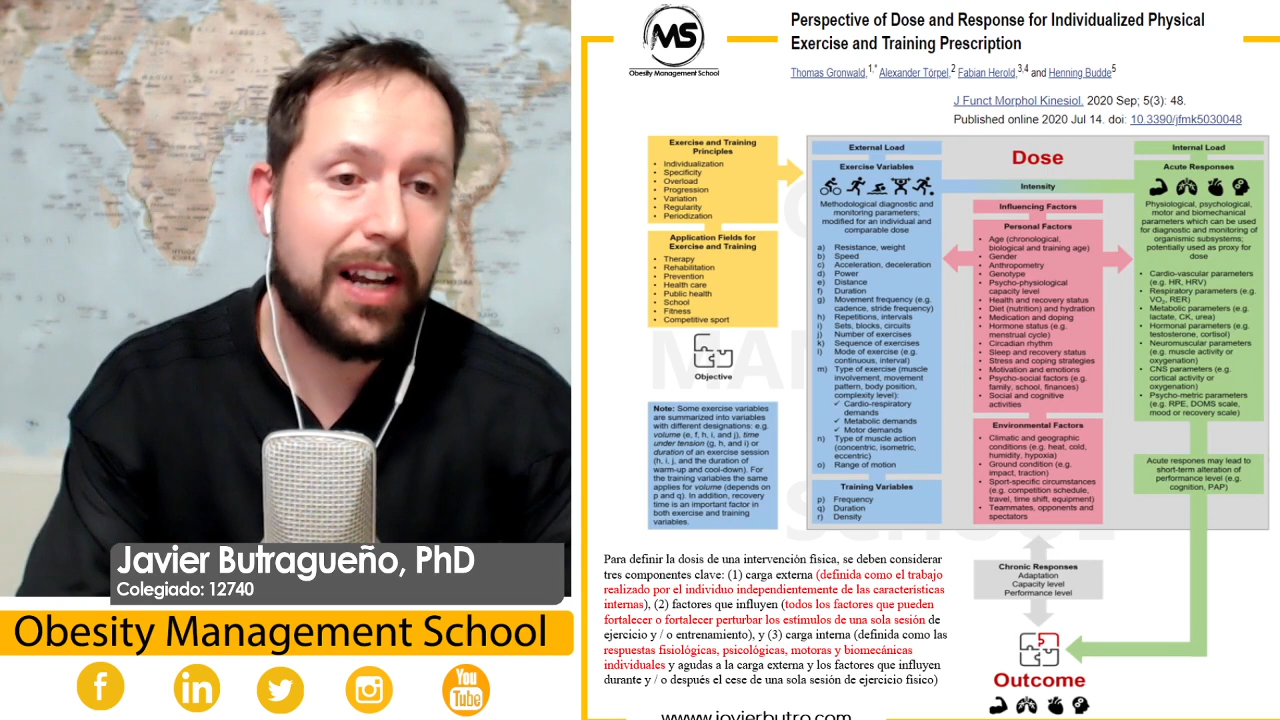 Javier Butragueño, PhD
Colegiado: 12740
Obesity Management School
f
in
You
Tube
MS
Obesity Management School
Perspective of Dose and Response for Individualized Physical
Exercise and Training Prescription
Thomas Gronwald,1,* Alexander Törpel,2 Fabian Herold,3,4 and Henning Budde5
J Funct Morphol Kinesiol. 2020 Sep; 5(3): 48.
Published online 2020 Jul 14. doi: 10.3390/jfmk5030048
Exercise and Training
Principles
• Individualization
• Specificity
• Overload
• Progression
• Variation
• Regularity
• Periodization
Application Fields for
Exercise and Training
• Therapy
• Rehabilitation
• Prevention
• Health care
• Public health
• School
• Fitness
• Competitive sport
Objective
Note: Some exercise variables
are summarized into variables
with different designations; e.g.
volume (e, f, h, i, and j), time
under tension (g, h, and i) or
duration of an exercise session
(h, i, j, and the duration of
warm-up and cool-down). For
the training variables the same
applies for volume (depends on
p and q). In addition, recovery
time is an important factor in
both exercise and training
variables.
External Load
Exercise Variables
Methodological diagnostic and
monitoring parameters;
modified for an individual and
comparable dose
a) Resistance, weight
b) Speed
c) Acceleration, deceleration
d) Power
e) Distance
f) Duration
g) Movement frequency (e.g.
cadence, stride frequency)
h) Repetitions, intervals
i) Sets, blocks, circuits
j) Number of exercises
k) Sequence of exercises
l) Mode of exercise (e.g.
continuous, interval)
m) Type of exercise (muscle
involvement, movement
pattern, body position,
complexity level):
✓ Cardio-respiratory
demands
✓ Metabolic demands
✓ Motor demands
n) Type of muscle action
(concentric, isometric,
eccentric)
o) Range of motion
Training Variables
p) Frequency
q) Duration
r) Density
Dose
Intensity
Influencing Factors
Personal Factors
• Age (chronological,
biological and training age)
• Gender
• Anthropometry
• Genotype
• Psycho-physiological
capacity level
• Health and recovery status
• Diet (nutrition) and hydration
• Medication and doping
• Hormone status (e.g.
menstrual cycle)
• Circadian rhythm
• Sleep and recovery status
• Stress and coping strategies
• Motivation and emotions
• Psycho-social factors (e.g.
family, school, finances)
• Social and cognitive
activities
Environmental Factors
• Climatic and geographic
conditions (e.g. heat, cold,
humidity, hypoxia)
• Ground condition (e.g.
impact, traction)
• Sport-specific circumstances
(e.g. competition schedule,
travel, time shift, equipment)
• Teammates, opponents and
spectators
Internal Load
Acute Responses
Physiological, psychological,
motor and biomechanical
parameters which can be used
for diagnostic and monitoring of
organismic subsystems;
potentially used as proxy for
dose
• Cardio-vascular parameters
(e.g. HR, HRV)
• Respiratory parameters (e.g.
VO2, RER)
• Metabolic parameters (e.g.
lactate, CK, urea)
• Hormonal parameters (e.g.
testosterone, cortisol)
• Neuromuscular parameters
(e.g. muscle activity or
oxygenation)
• CNS parameters (e.g.
cortical activity or
oxygenation)
• Psycho-metric parameters
(e.g. RPE, DOMS scale,
mood or recovery scale)
Acute respones may lead to
short-term alteration of
performance level (e.g.
cognition, PAP)
Chronic Responses
Adaptation
Capacity level
Performance level
Outcome
Para definir la dosis de una intervención física, se deben considerar
tres componentes clave: (1) carga externa (definida como el trabajo
realizado por el individuo independientemente de las características
internas), (2) factores que influyen (todos los factores que pueden
fortalecer o fortalecer perturbar los estímulos de una sola sesión de
ejercicio y / o entrenamiento), y (3) carga interna (definida como las
respuestas fisiológicas, psicológicas, motoras y biomecánicas
individuales y agudas a la carga externa y los factores que influyen
durante y / o después el cese de una sola sesión de ejercicio físico)
www.javierbutro.com